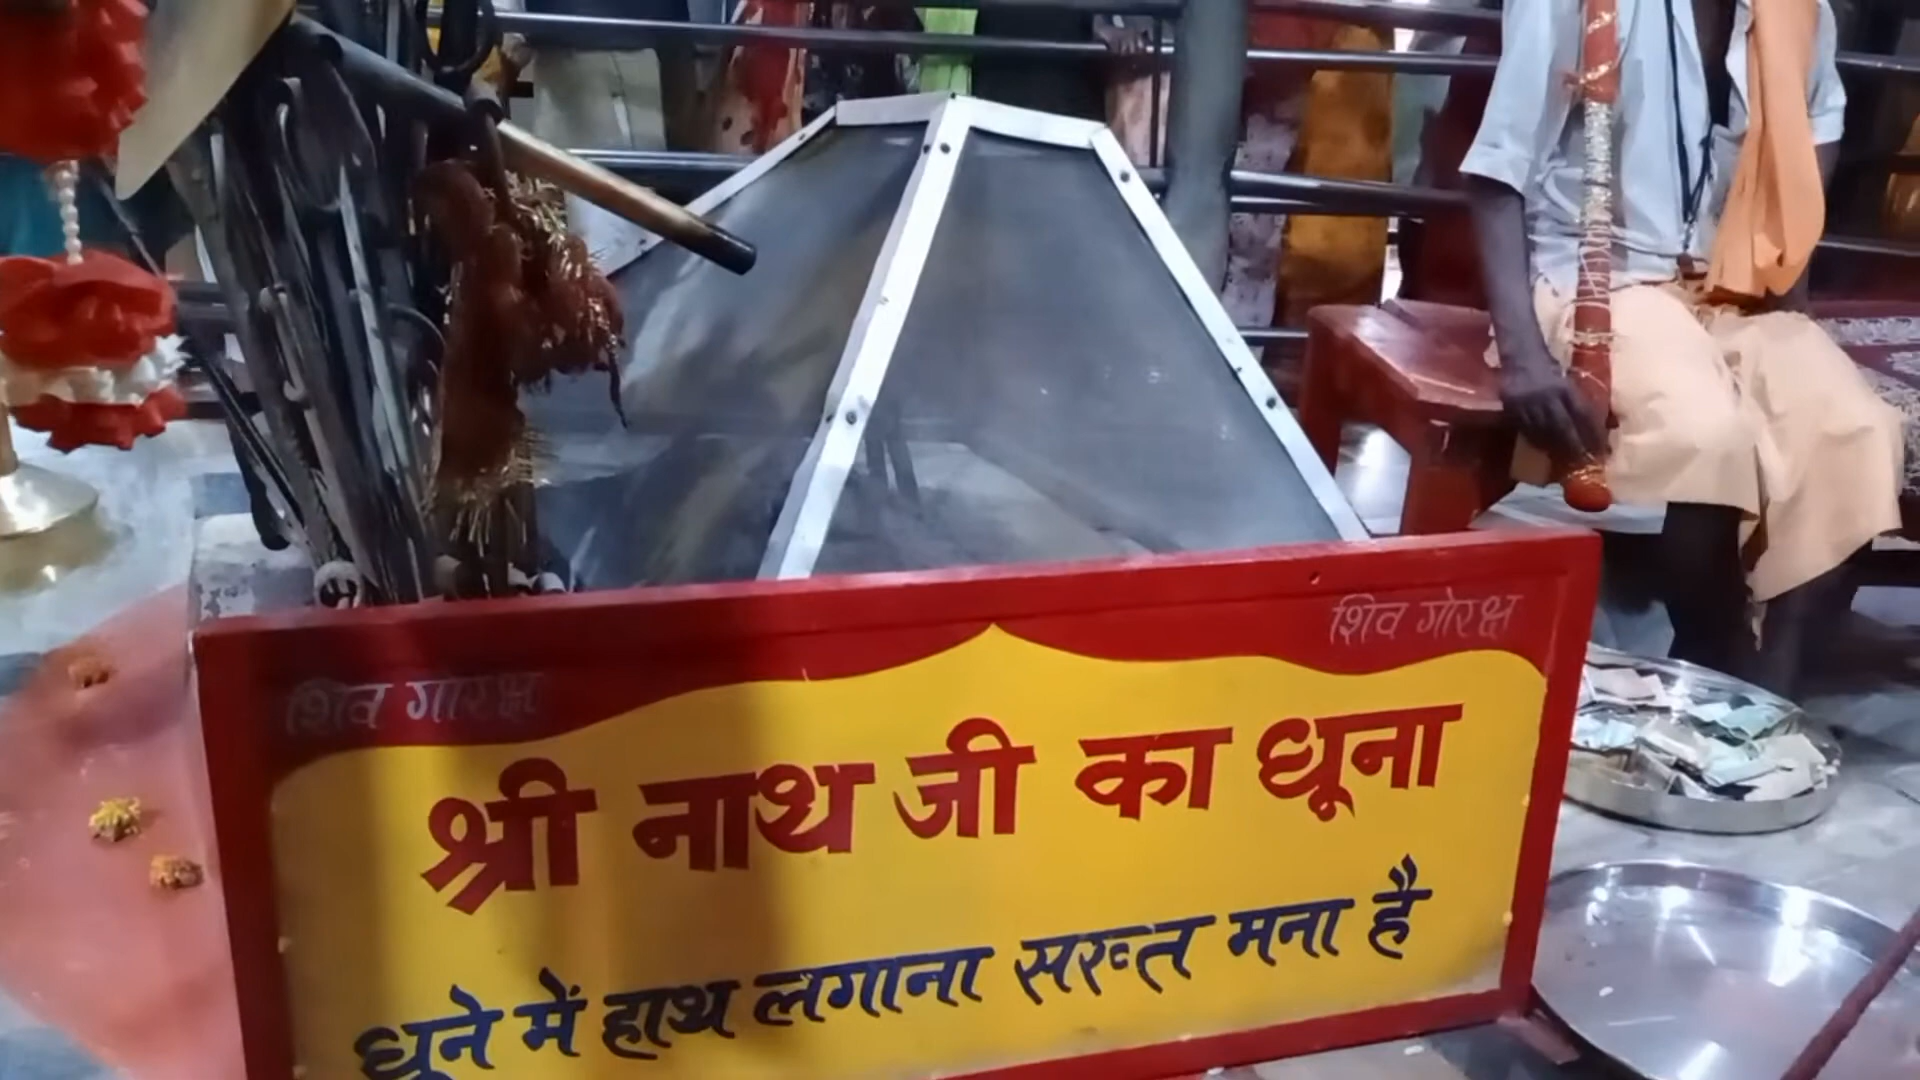 शिव गोरक्ष
शिव गोरक्ष
श्री नाथ जी का धूना
धूने में हाथ लगाना सख्त मना है